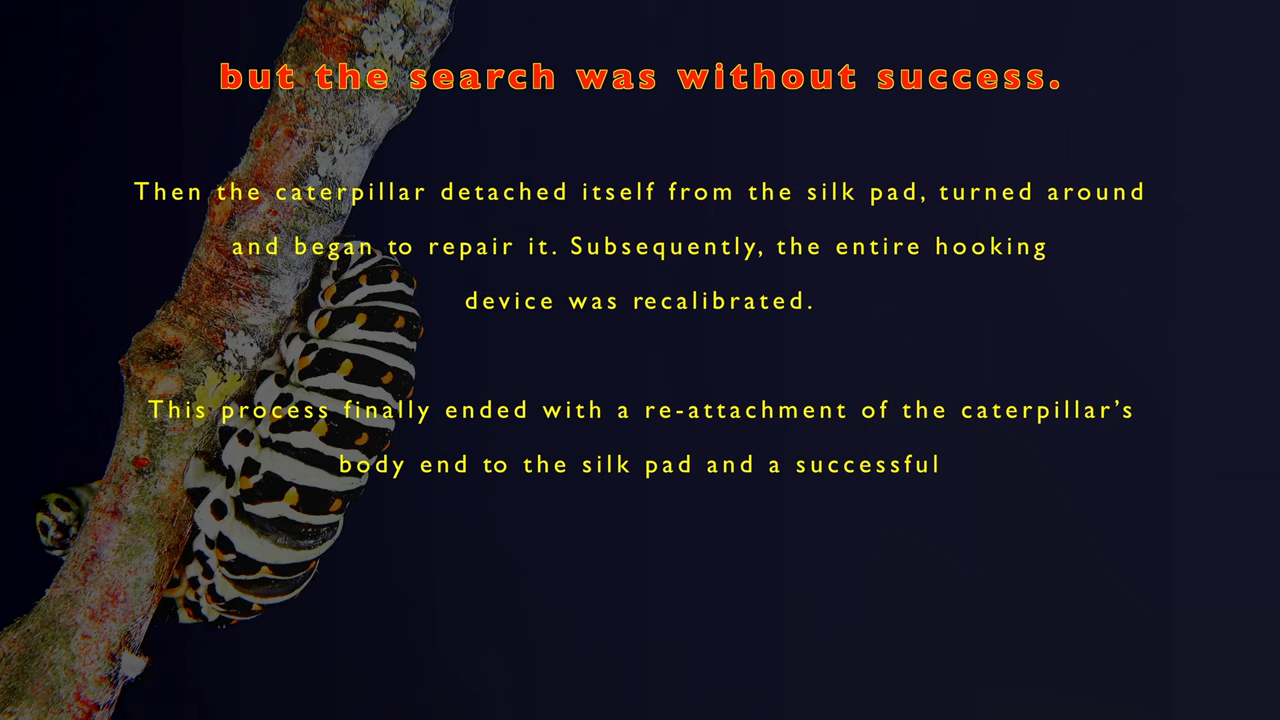 but the search was without success.
Then the caterpillar detached itself from the silk pad, turned around
and began to repair it. Subsequently, the entire hooking
device was recalibrated.
This process finally ended with a re-attachment of the caterpillar’s
body end to the silk pad and a successful